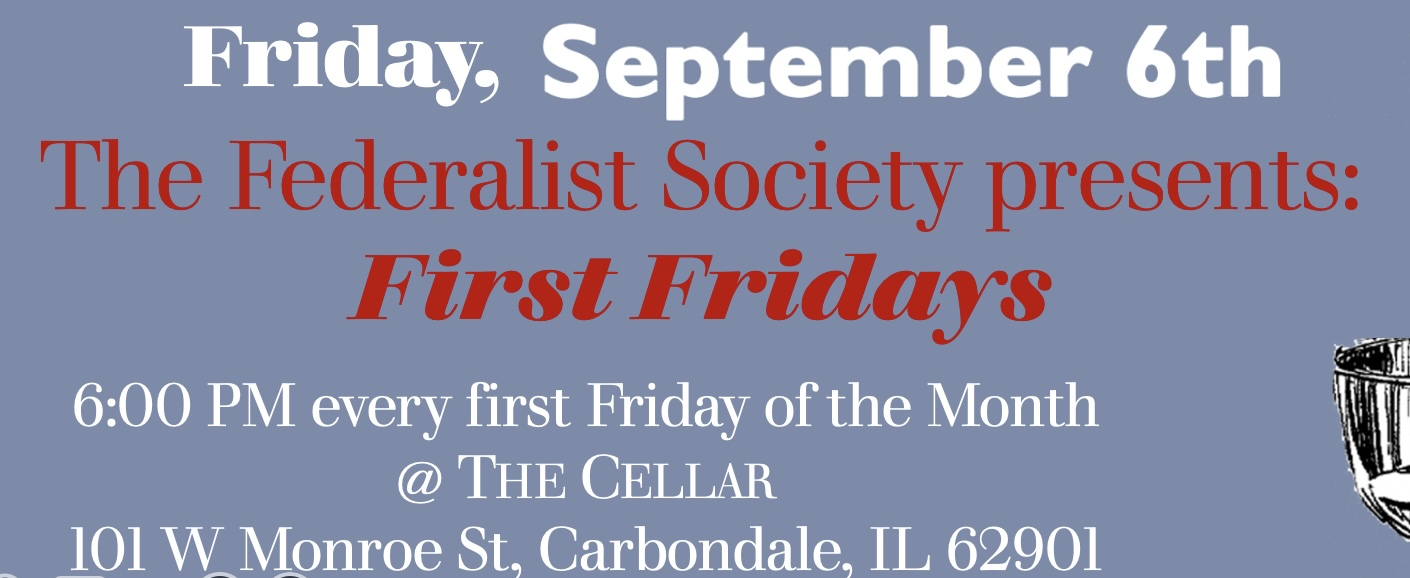 Friday, September 6th
The Federalist Society presents:
First Fridays
6:00 PM every first Friday of the Month
@ THE CELLAR
101 W Monroe St, Carbondale, IL 62901